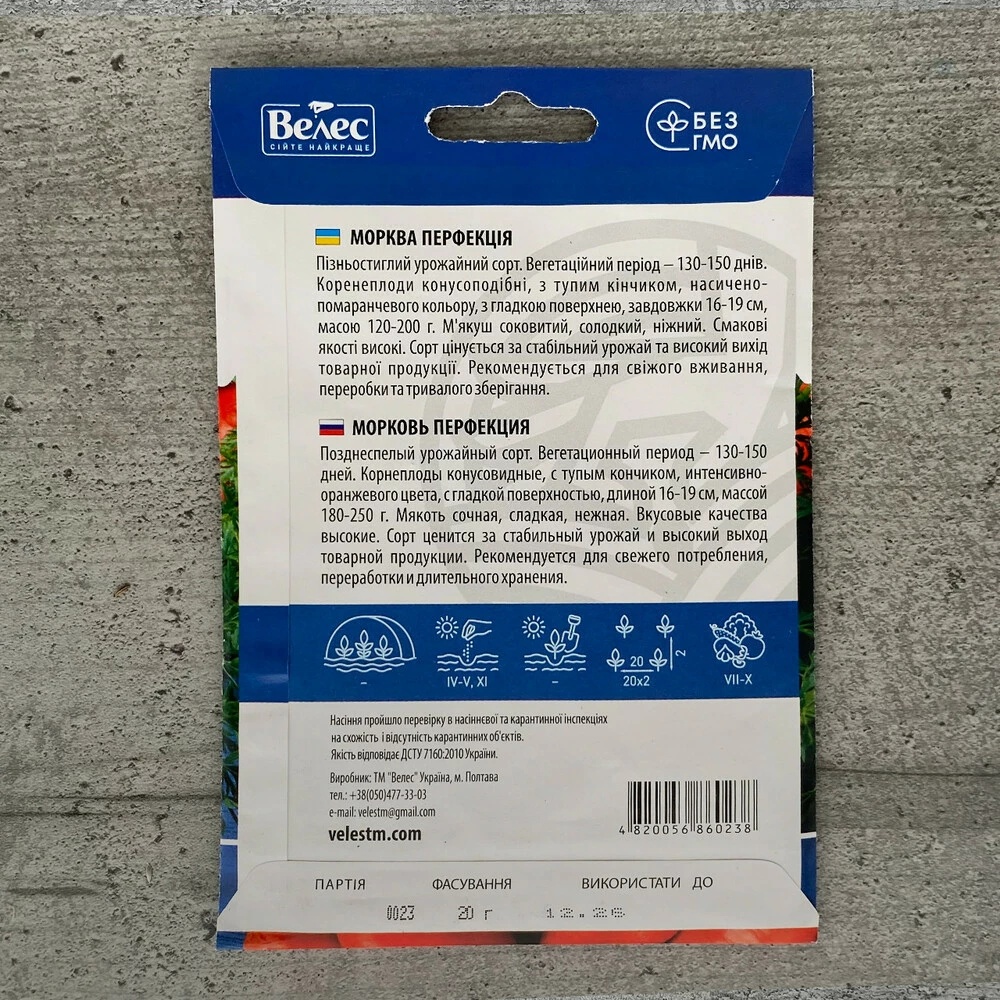 Велес
СІЙТЕ НАЙКРАЩЕ
БЕЗ
ГМО
МОРКВА ПЕРФЕКЦІЯ
Пізньостиглий урожайний сорт. Вегетаційний період – 130-150 днів.
Коренеплоди конусоподібні, з тупим кінчиком, насичено-
помаранчевого кольору, з гладкою поверхнею, завдовжки 16-19 см,
масою 120-200 г. М'якуш соковитий, солодкий, ніжний. Смакові
якості високі. Сорт цінується за стабільний урожай та високий вихід
товарної продукції. Рекомендується для свіжого вживання,
переробки та тривалого зберігання.
МОРКОВЬ ПЕРФЕКЦИЯ
Позднеспелый урожайный сорт. Вегетационный период – 130-150
дней. Корнеплоды конусовидные, с тупым кончиком, интенсивно-
оранжевого цвета, с гладкой поверхностью, длиной 16-19 см, массой
180-250 г. Мякоть сочная, сладкая, нежная. Вкусовые качества
высокие. Сорт ценится за стабильный урожай и высокий выход
товарной продукции. Рекомендуется для свежего потребления,
переработки и длительного хранения.
20 2
– IV-V, XI – 20x2 VII-X
Насіння пройшло перевірку в насіннєвої та карантинної інспекціях
на схожість і відсутність карантинних об'єктів.
Якість відповідає ДСТУ 7160:2010 України.
Виробник: ТМ "Велес" Україна, м. Полтава
тел.: +38(050)477-33-03
e-mail: velestm@gmail.com
velestm.com
4 820056 860238
ПАРТІЯ ФАСУВАННЯ ВИКОРИСТАТИ ДО
0023 20 г 12.26